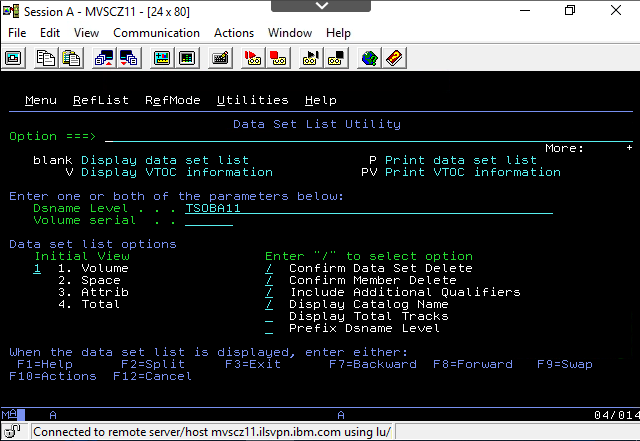 Session A - MVSCZ11 - [24 x 80]
File Edit View Communication Actions Window Help
Menu RefList RefMode Utilities Help
Data Set List Utility
Option ===>
More: +
blank Display data set list P Print data set list
V Display VTOC information PV Print VTOC information
Enter one or both of the parameters below:
Dsname Level . . . TSOBA11
Volume serial . .
Data set list options
Initial View Enter "/" to select option
1 1. Volume / Confirm Data Set Delete
2. Space / Confirm Member Delete
3. Attrib / Include Additional Qualifiers
4. Total / Display Catalog Name
Display Total Tracks
Prefix Dsname Level
When the data set list is displayed, enter either:
F1=Help F2=Split F3=Exit F7=Backward F8=Forward F9=Swap
F10=Actions F12=Cancel
MA A A 04/014
Connected to remote server/host mvscz11.ilsvpn.ibm.com using lu/